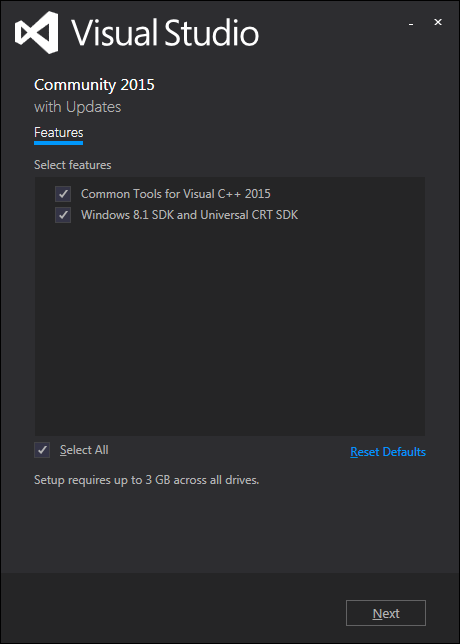 Visual Studio
Community 2015
with Updates
Features
Select features
Common Tools for Visual C++ 2015
Windows 8.1 SDK and Universal CRT SDK
Select All
Reset Defaults
Setup requires up to 3 GB across all drives.
Next